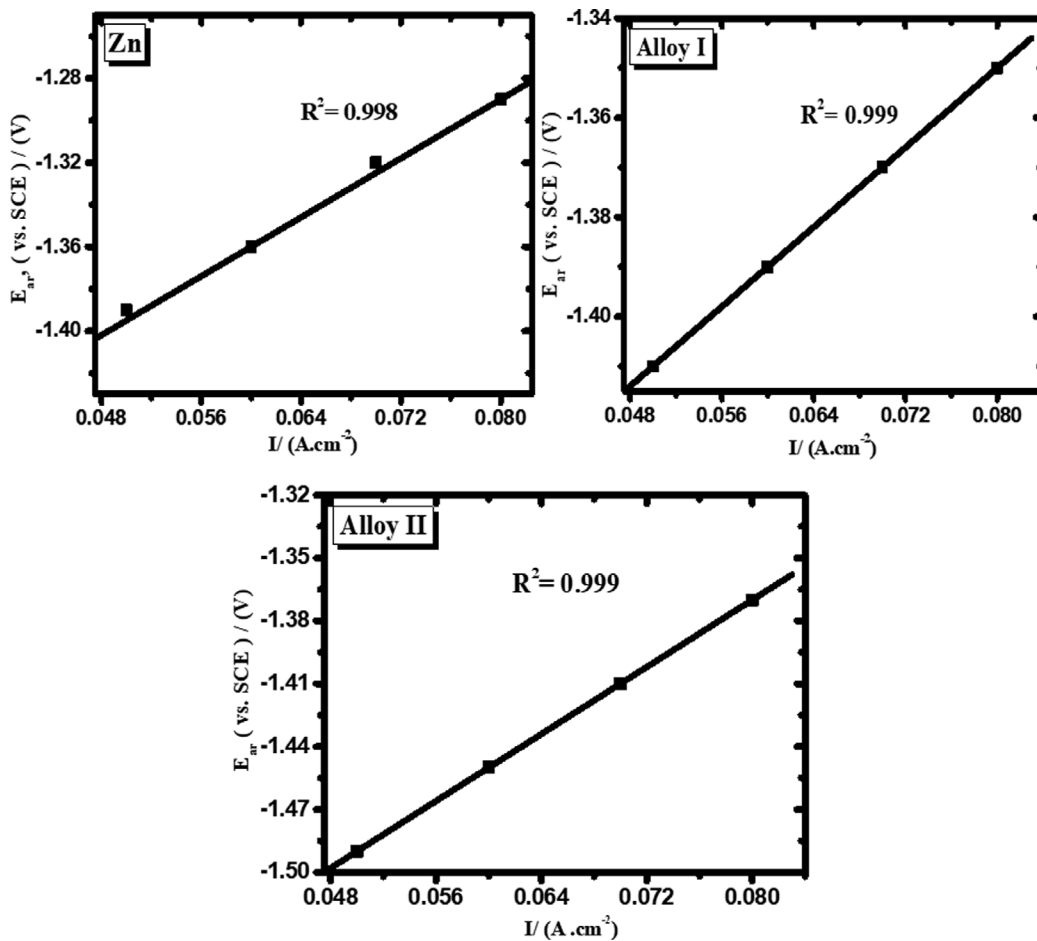 Zn
R²= 0.998
-1.28
-1.32
-1.36
-1.40
E_ar, ( vs. SCE ) / (V)
0.048 0.056 0.064 0.072 0.080
I/ (A.cm⁻²)
Alloy I
R²= 0.999
-1.34
-1.36
-1.38
-1.40
E_ar ( vs. SCE ) / (V)
0.048 0.056 0.064 0.072 0.080
I/ (A.cm⁻²)
Alloy II
R²= 0.999
-1.32
-1.35
-1.38
-1.41
-1.44
-1.47
-1.50
E_ar ( vs. SCE ) / (V)
0.048 0.056 0.064 0.072 0.080
I/ (A.cm⁻²)